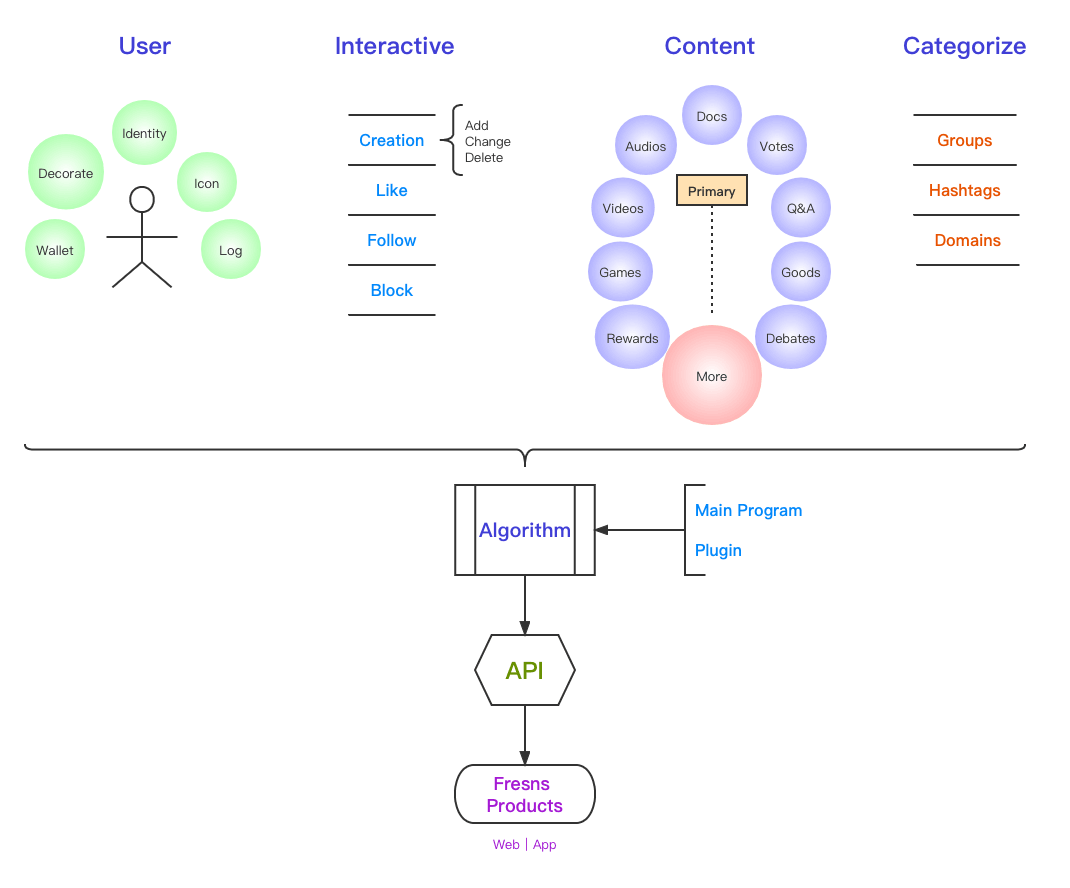 User
Interactive
Content
Categorize
Identity
Decorate
Icon
Wallet
Log
Creation
Add
Change
Delete
Like
Follow
Block
Docs
Audios
Votes
Primary
Videos
Q&A
Games
Goods
Rewards
Debates
More
Groups
Hashtags
Domains
Algorithm
Main Program
Plugin
API
Fresns
Products
Web | App